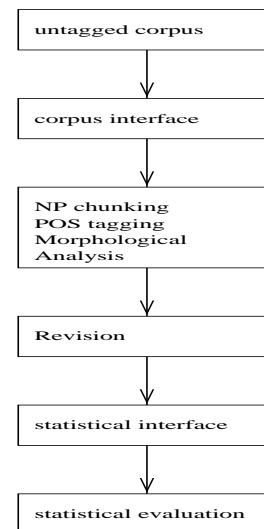 untagged corpus
corpus interface
NP chunking
POS tagging
Morphological
Analysis
Revision
statistical interface
statistical evaluation